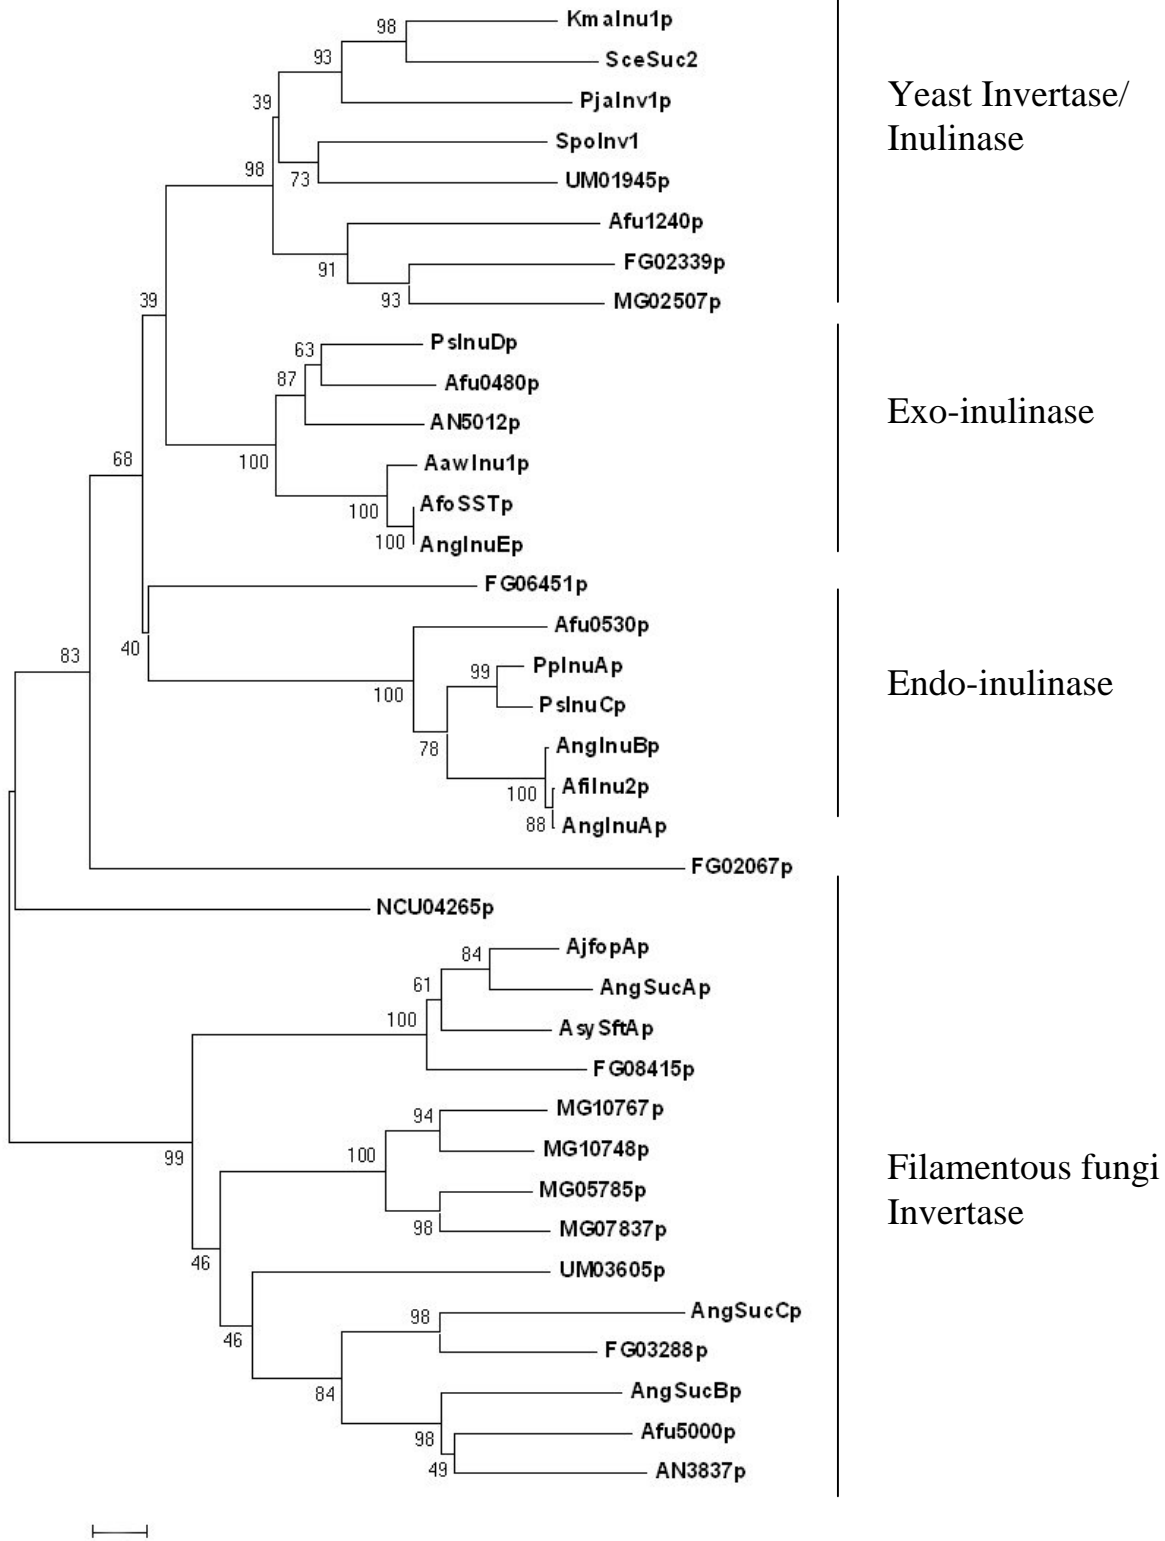 KmaInu1p
98
SceSuc2
93
PjaInv1p
39
Yeast Invertase/
Inulinase
SpoInv1
98
73
UM01945p
Afu1240p
91
FG02339p
93
MG02507p
39
PsInuDp
63
87
Afu0480p
Exo-inulinase
AN5012p
68
100
AawInu1p
100
AfoSSTp
100
AngInuEp
FG06451p
Afu0530p
40
83
PpInuAp
99
100
Endo-inulinase
PsInuCp
78
AngInuBp
100
AfiInu2p
88
AngInuAp
FG02067p
NCU04265p
AjfopAp
84
61
AngSucAp
100
AsySftAp
FG08415p
MG10767p
94
99
100
MG10748p
Filamentous fungi
Invertase
MG05785p
98
MG07837p
46
UM03605p
AngSucCp
98
46
FG03288p
84
AngSucBp
98
Afu5000p
49
AN3837p